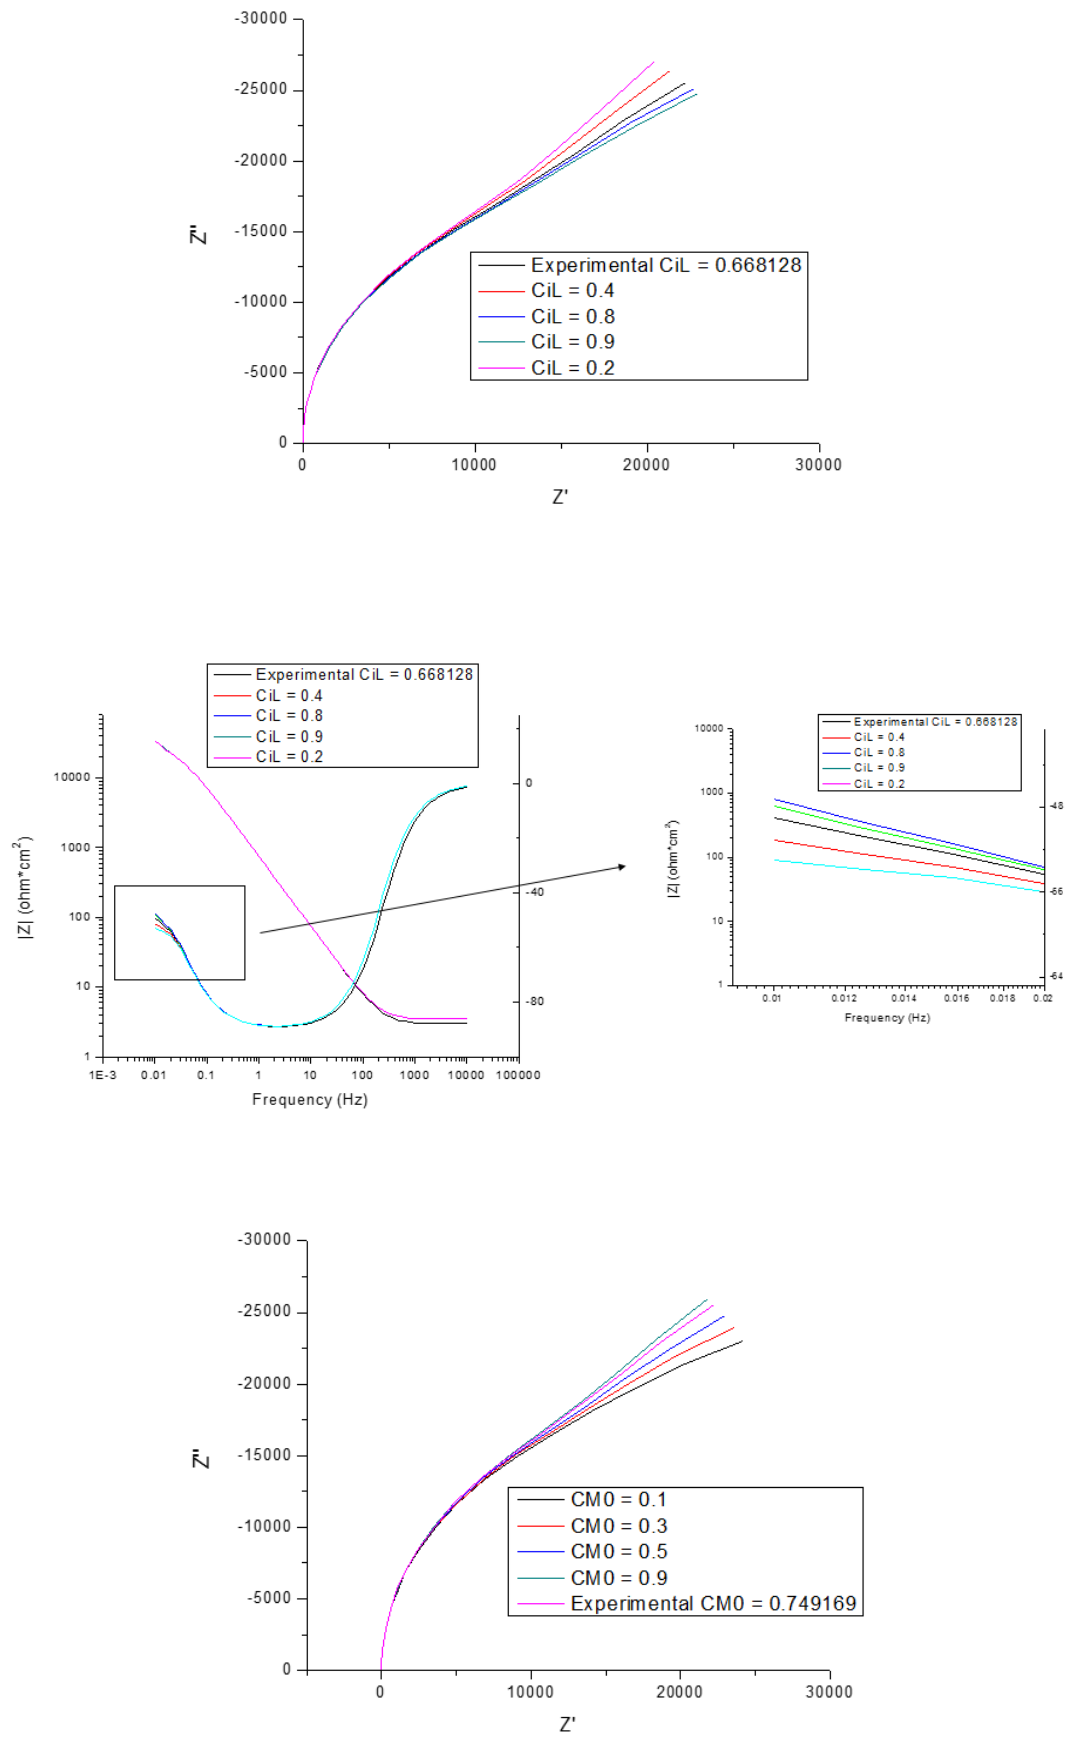 -30000
-25000
-20000
-15000
-10000
-5000
0
Z''
Experimental CiL = 0.668128
CiL = 0.4
CiL = 0.8
CiL = 0.9
CiL = 0.2
0 10000 20000 30000
Z'
Experimental CiL = 0.668128
CiL = 0.4
CiL = 0.8
CiL = 0.9
CiL = 0.2
10000
1000
100
10
1
|Z| (ohm*cm²)
0
-40
-80
1E-3 0.01 0.1 1 10 100 1000 10000 100000
Frequency (Hz)
Experimental CiL = 0.668128
CiL = 0.4
CiL = 0.8
CiL = 0.9
CiL = 0.2
10000
1000
100
10
1
|Z| (ohm*cm²)
-48
-56
-64
0.01 0.012 0.014 0.016 0.018 0.02
Frequency (Hz)
-30000
-25000
-20000
-15000
-10000
-5000
0
Z''
CM0 = 0.1
CM0 = 0.3
CM0 = 0.5
CM0 = 0.9
Experimental CM0 = 0.749169
0 10000 20000 30000
Z'